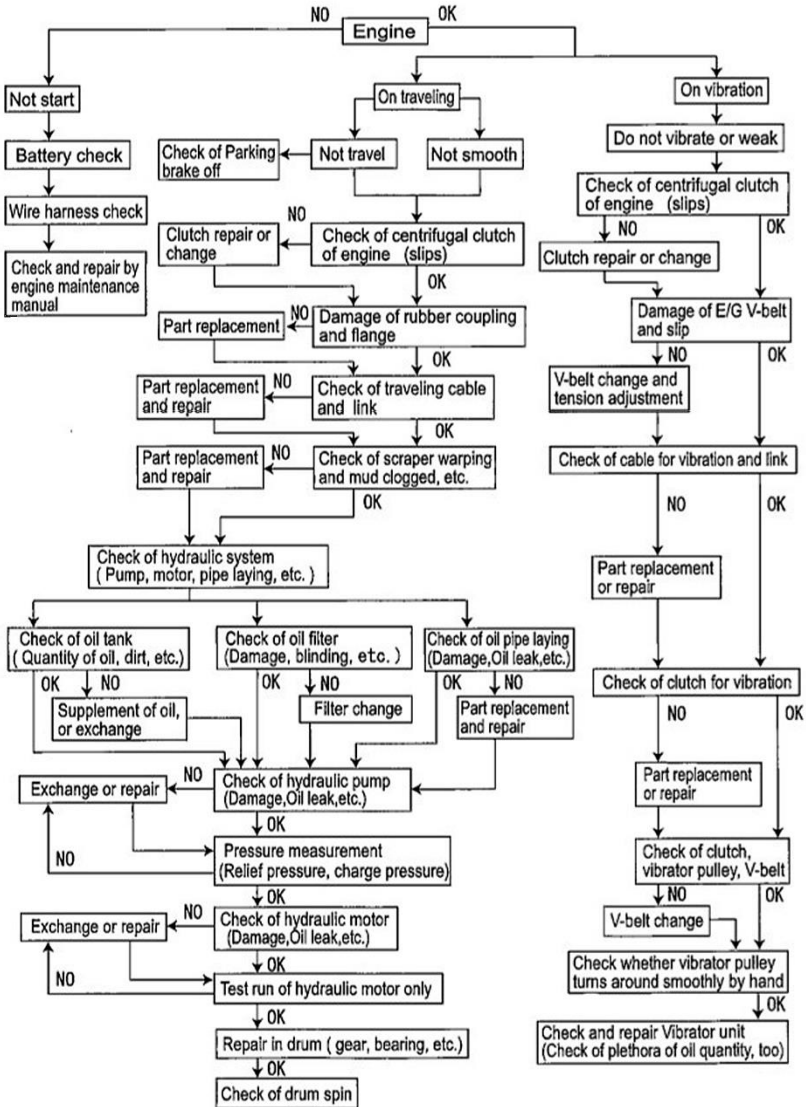 NO
OK
Engine
Not start
On traveling
On vibration
Battery check
Check of Parking
brake off
Not travel
Not smooth
Do not vibrate or weak
Wire harness check
Check of centrifugal clutch
of engine (slips)
NO
OK
Check and repair by
engine maintenance
manual
Clutch repair or
change
NO
Check of centrifugal clutch
of engine (slips)
OK
Clutch repair or change
Part replacement
NO
Damage of rubber coupling
and flange
OK
Damage of E/G V-belt
and slip
NO
OK
Part replacement
and repair
NO
Check of traveling cable
and link
OK
V-belt change and
tension adjustment
Part replacement
and repair
NO
Check of scraper warping
and mud clogged, etc.
OK
Check of cable for vibration and link
NO
OK
Check of hydraulic system
( Pump, motor, pipe laying, etc. )
Part replacement
or repair
Check of oil tank
( Quantity of oil, dirt, etc.)
Check of oil filter
(Damage, blinding, etc. )
Check of oil pipe laying
(Damage,Oil leak,etc.)
OK
NO
OK
NO
OK
NO
Check of clutch for vibration
NO
OK
Supplement of oil,
or exchange
Filter change
Part replacement
and repair
Exchange or repair
NO
Check of hydraulic pump
(Damage,Oil leak,etc.)
OK
Part replacement
or repair
NO
Pressure measurement
(Relief pressure, charge pressure)
OK
Check of clutch,
vibrator pulley, V-belt
NO
OK
Exchange or repair
NO
Check of hydraulic motor
(Damage,Oil leak,etc.)
OK
V-belt change
NO
Test run of hydraulic motor only
OK
Check whether vibrator pulley
turns around smoothly by hand
OK
Repair in drum ( gear, bearing, etc.)
OK
Check and repair Vibrator unit
(Check of plethora of oil quantity, too)
Check of drum spin